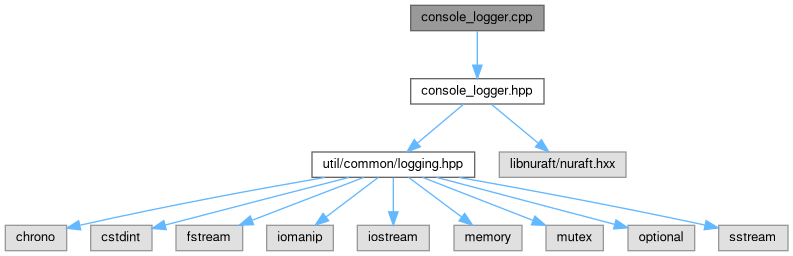 console_logger.cpp
console_logger.hpp
util/common/logging.hpp
libnuraft/nuraft.hxx
chrono
cstdint
fstream
iomanip
iostream
memory
mutex
optional
sstream